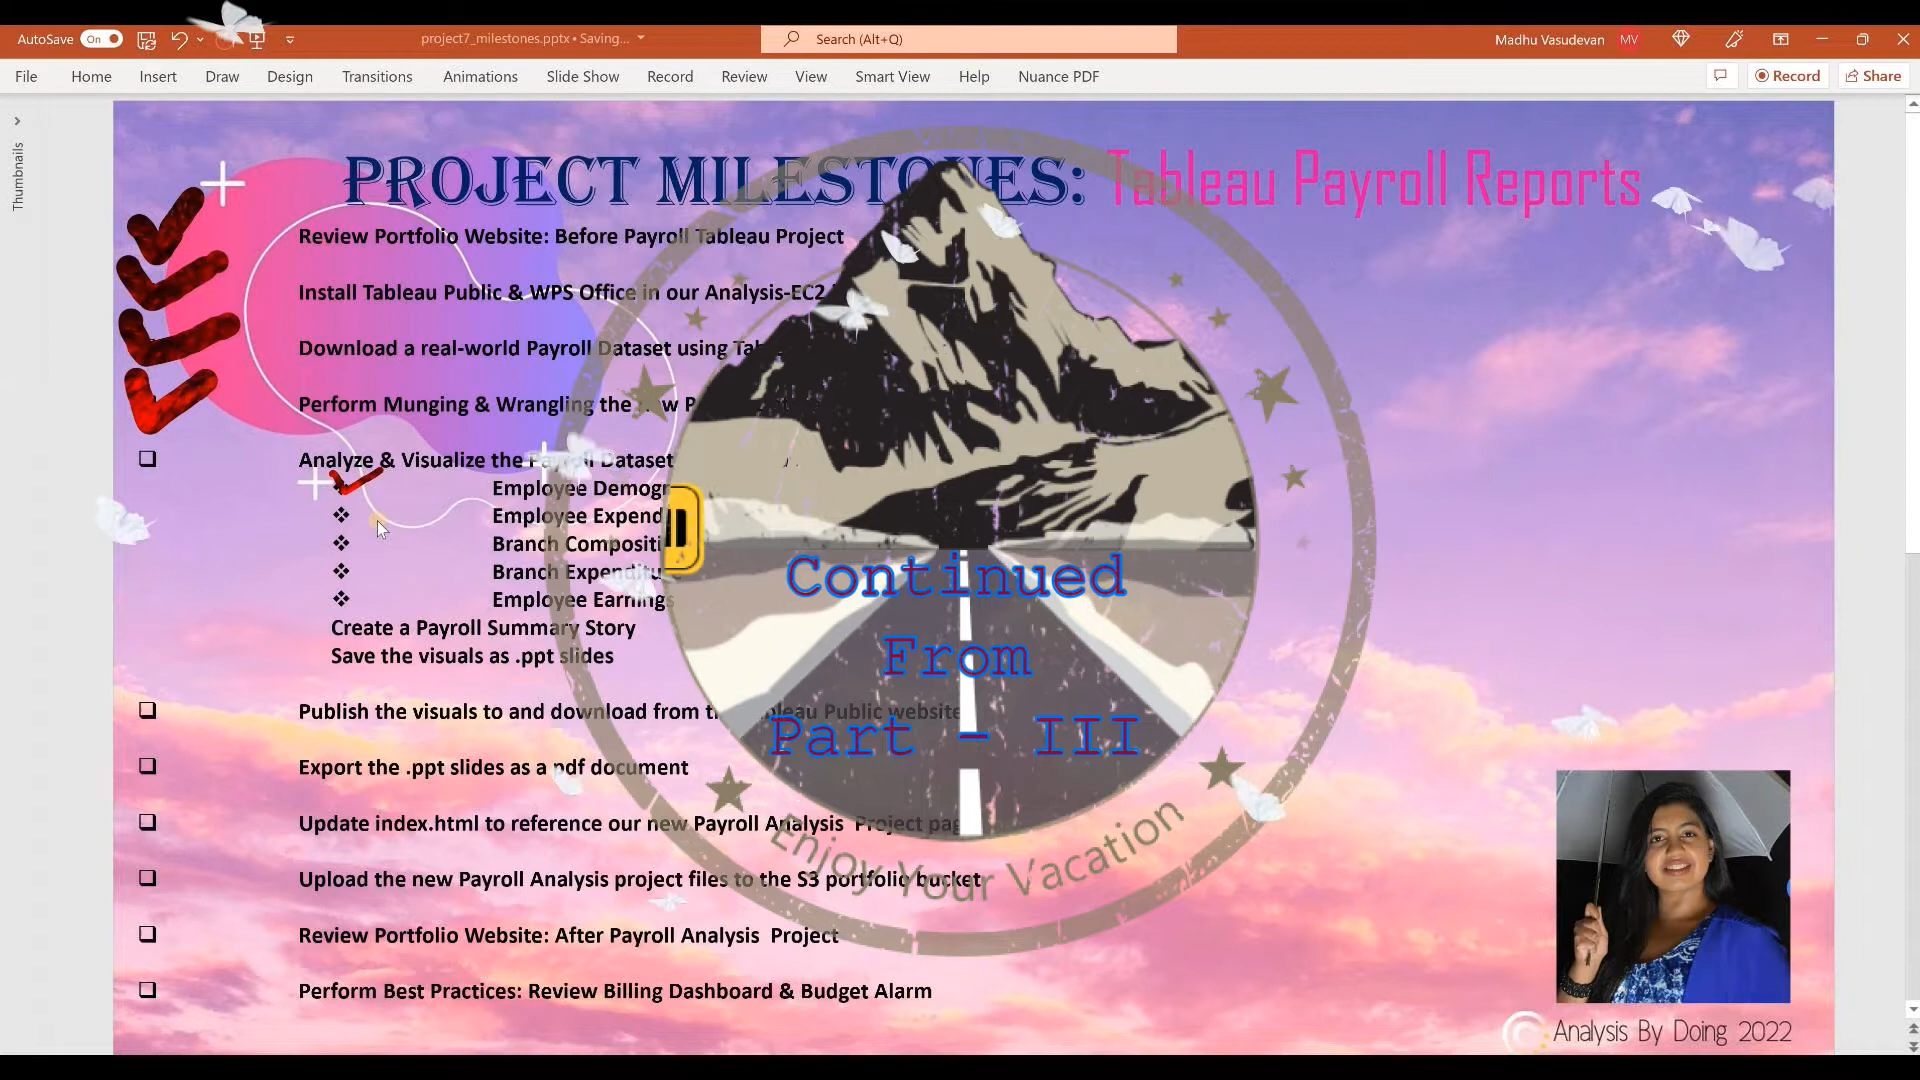 AutoSave On project7_milestones.pptx • Saving... Search (Alt+Q) Madhu Vasudevan MV
File Home Insert Draw Design Transitions Animations Slide Show Record Review View Smart View Help Nuance PDF Record Share
Thumbnails
PROJECT MILESTONES: Tableau Payroll Reports
Review Portfolio Website: Before Payroll Tableau Project
Install Tableau Public & WPS Office in our Analysis-EC2
Download a real-world Payroll Dataset using
Perform Munging & Wrangling the
Analyze & Visualize the Payroll Dataset
Employee
Employee
Branch
Branch
Employee Earnings
Create a Payroll Summary Story
Save the visuals as .ppt slides
Publish the visuals to and download from Public website
Export the .ppt slides as a pdf document
Update index.html to reference our new Payroll Analysis Project
Upload the new Payroll Analysis project files to the S3 portfolio bucket
Review Portfolio Website: After Payroll Analysis Project
Perform Best Practices: Review Billing Dashboard & Budget Alarm
Continued
From
Part - III
Enjoy Your Vacation
Analysis By Doing 2022